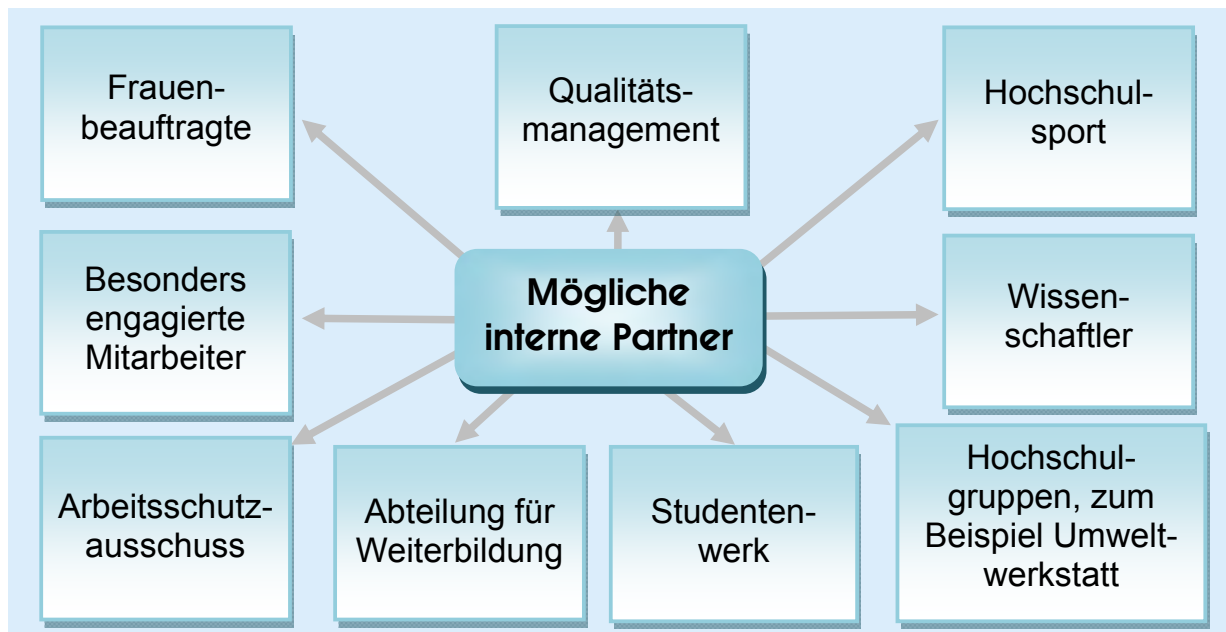 Frauen-
beauftragte
Qualitäts-
management
Hochschul-
sport
Besonders
engagierte
Mitarbeiter
Mögliche
interne Partner
Wissen-
schaftler
Arbeitsschutz-
ausschuss
Abteilung für
Weiterbildung
Studenten-
werk
Hochschul-
gruppen, zum
Beispiel Umwelt-
werkstatt